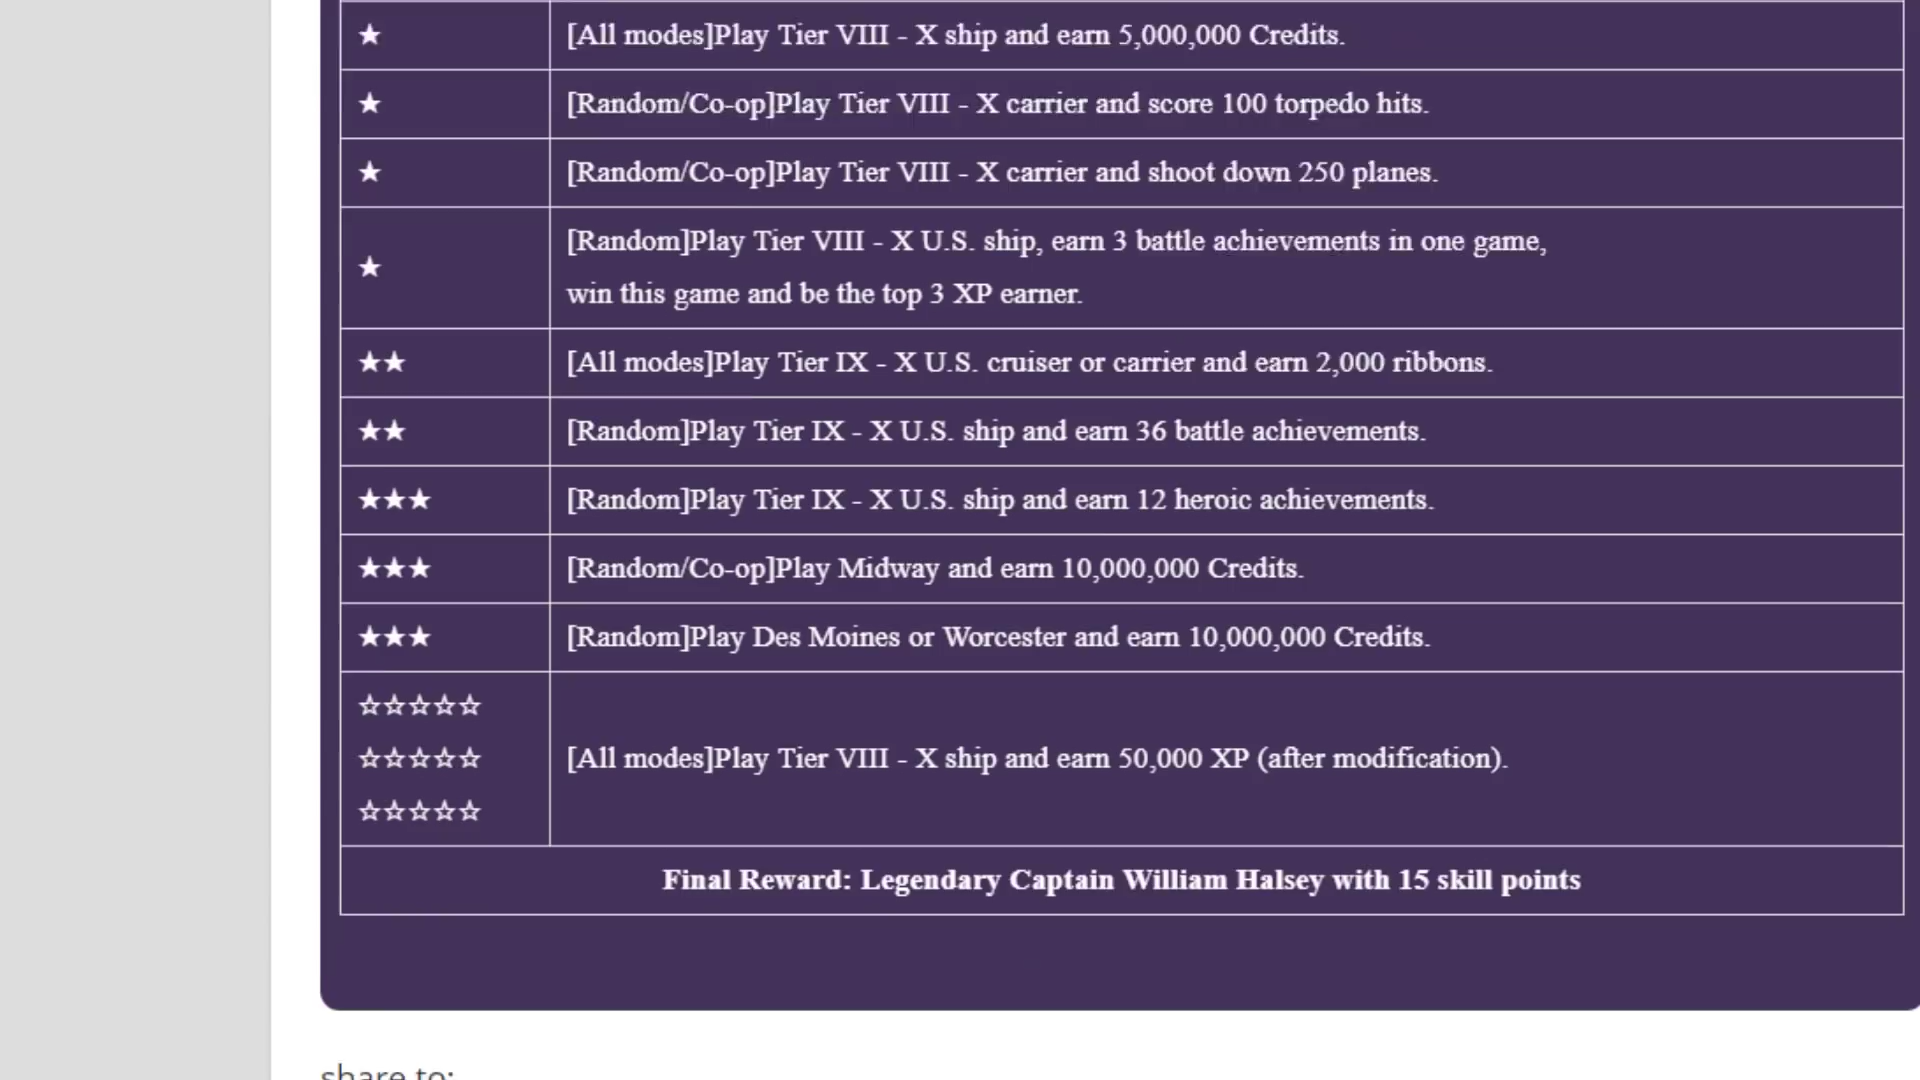 ★ [All modes]Play Tier VIII - X ship and earn 5,000,000 Credits.
★ [Random/Co-op]Play Tier VIII - X carrier and score 100 torpedo hits.
★ [Random/Co-op]Play Tier VIII - X carrier and shoot down 250 planes.
★ [Random]Play Tier VIII - X U.S. ship, earn 3 battle achievements in one game,
win this game and be the top 3 XP earner.
★★ [All modes]Play Tier IX - X U.S. cruiser or carrier and earn 2,000 ribbons.
★★ [Random]Play Tier IX - X U.S. ship and earn 36 battle achievements.
★★★ [Random]Play Tier IX - X U.S. ship and earn 12 heroic achievements.
★★★ [Random/Co-op]Play Midway and earn 10,000,000 Credits.
★★★ [Random]Play Des Moines or Worcester and earn 10,000,000 Credits.
☆☆☆☆☆
☆☆☆☆☆ [All modes]Play Tier VIII - X ship and earn 50,000 XP (after modification).
☆☆☆☆☆
Final Reward: Legendary Captain William Halsey with 15 skill points
share to: